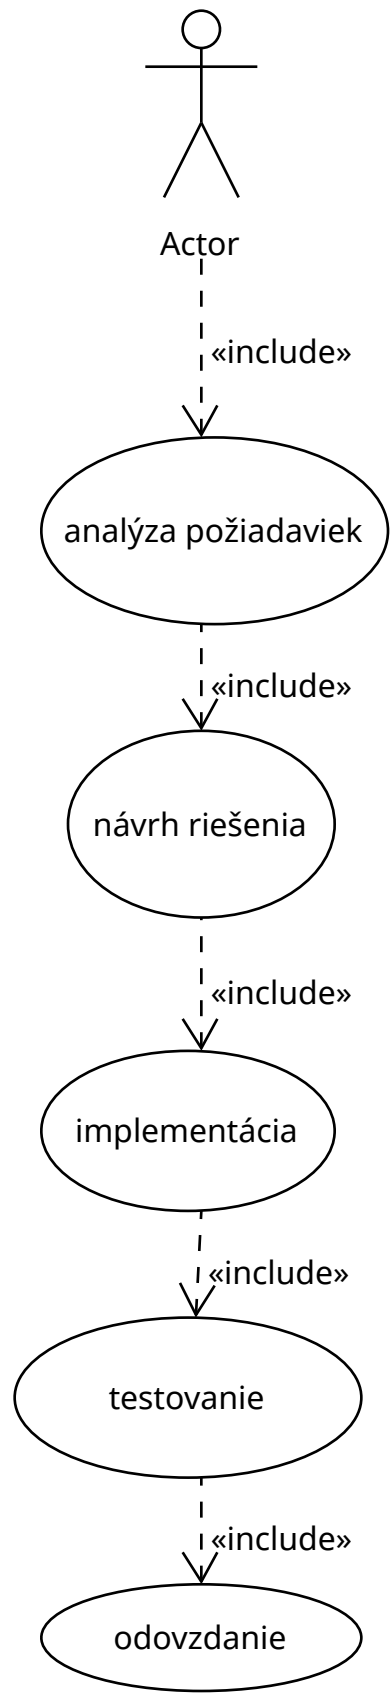 Actor
«include»
analýza požiadaviek
«include»
návrh riešenia
«include»
implementácia
«include»
testovanie
«include»
odovzdanie